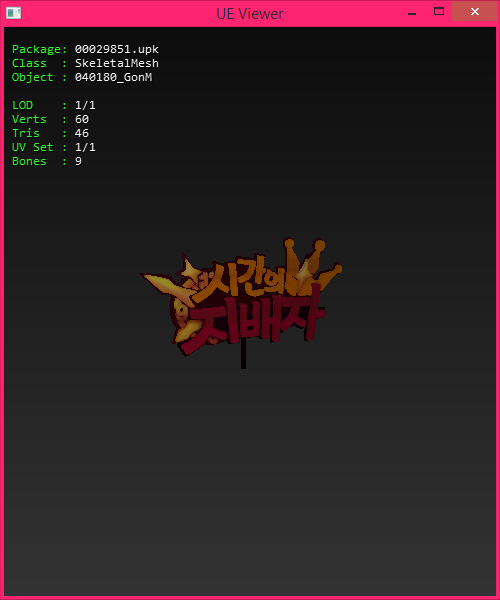 UE Viewer
Package: 00029851.upk
Class : SkeletalMesh
Object : 040180_GonM
LOD : 1/1
Verts : 60
Tris : 46
UV Set : 1/1
Bones : 9
시간의
지배자